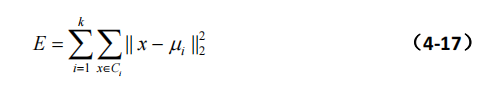 E = \sum_{i=1}^{k} \sum_{x \in C_i} \| x - \mu_i \|_2^2 （4-17）